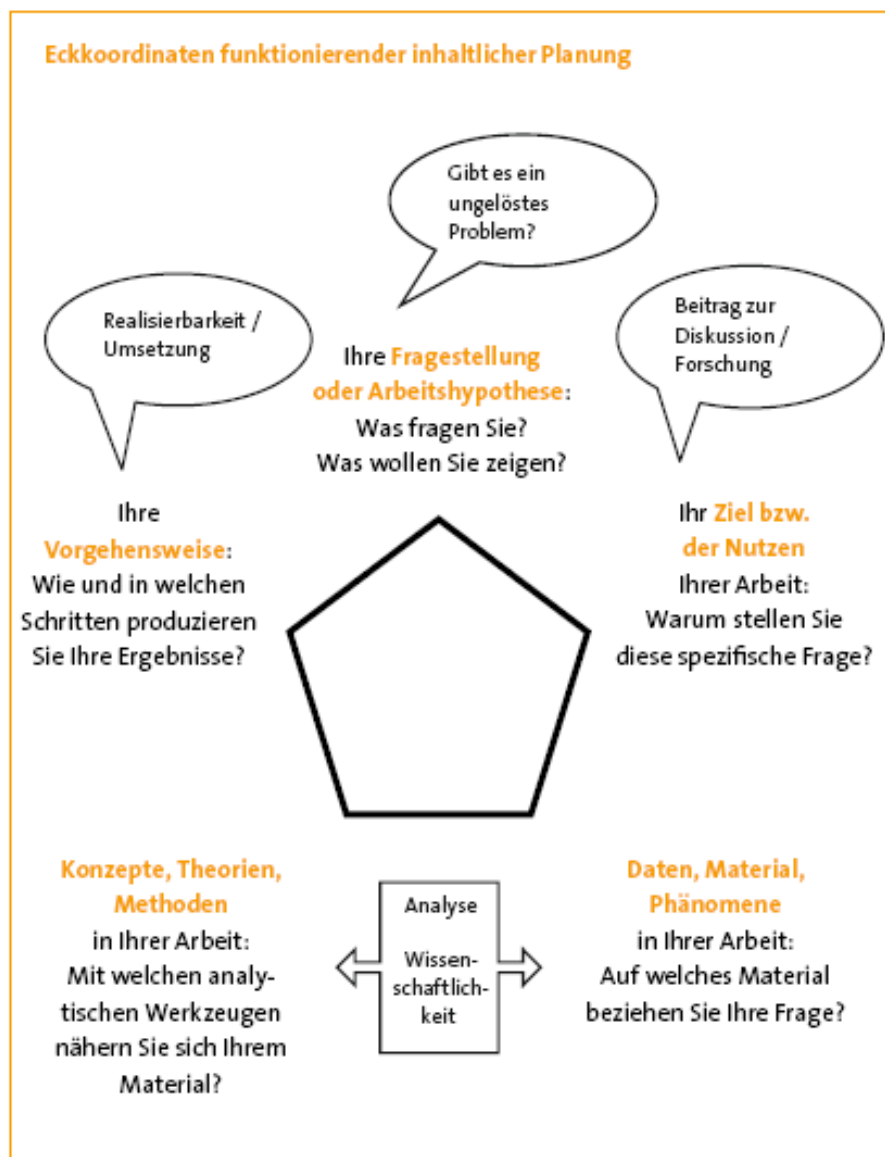 Eckkoordinaten funktionierender inhaltlicher Planung
Gibt es ein
ungelöstes
Problem?
Realisierbarkeit /
Umsetzung
Beitrag zur
Diskussion /
Forschung
Ihre Fragestellung
oder Arbeitshypothese:
Was fragen Sie?
Was wollen Sie zeigen?
Ihre
Vorgehensweise:
Wie und in welchen
Schritten produzieren
Sie Ihre Ergebnisse?
Ihr Ziel bzw.
der Nutzen
Ihrer Arbeit:
Warum stellen Sie
diese spezifische Frage?
Konzepte, Theorien,
Methoden
in Ihrer Arbeit:
Mit welchen analy-
tischen Werkzeugen
nähern Sie sich Ihrem
Material?
Analyse
Wissen-
schaftlich-
keit
Daten, Material,
Phänomene
in Ihrer Arbeit:
Auf welches Material
beziehen Sie Ihre Frage?